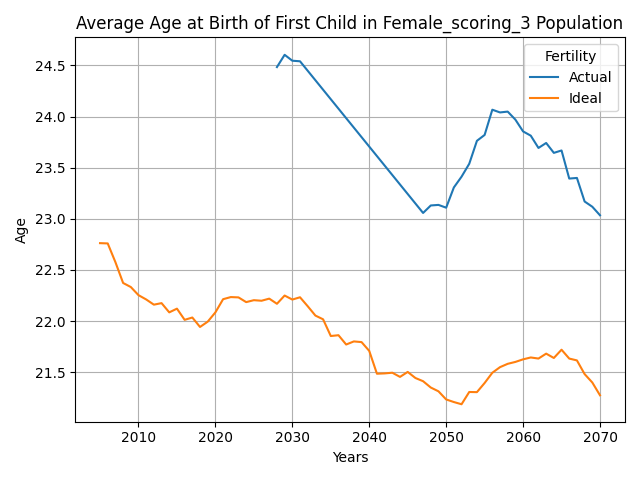 Average Age at Birth of First Child in Female_scoring_3 Population
Fertility
Actual
Ideal
24.5
24.0
23.5
23.0
22.5
22.0
21.5
Age
2010 2020 2030 2040 2050 2060 2070
Years